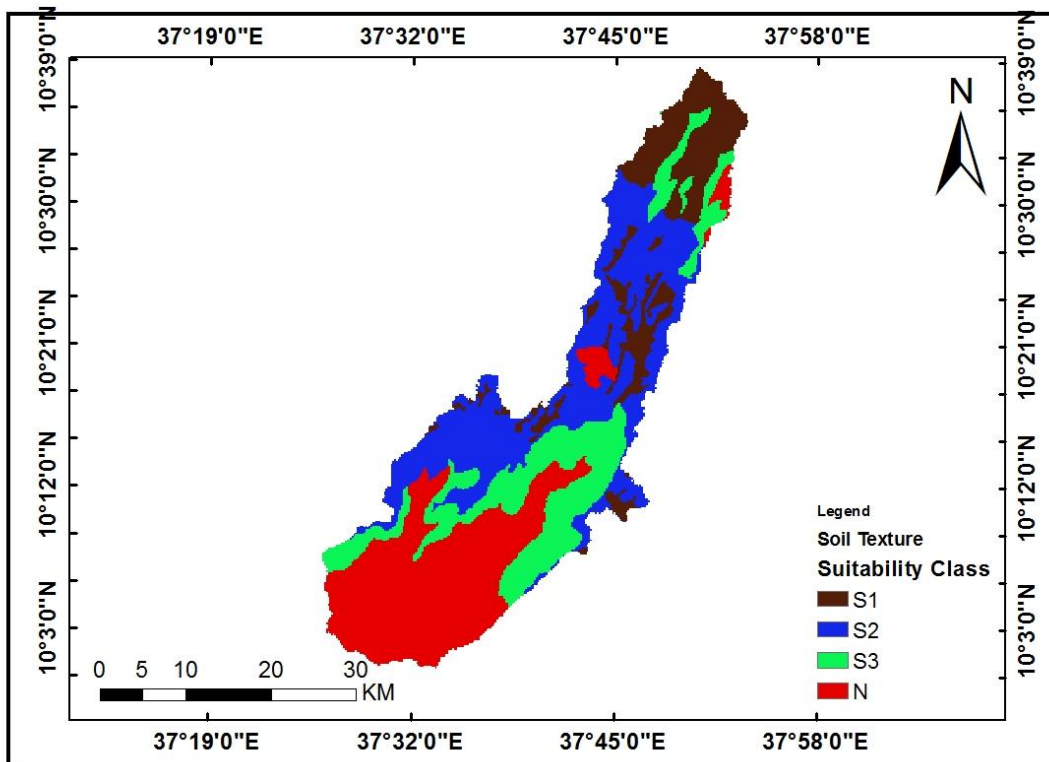 37°19'0"E 37°32'0"E 37°45'0"E 37°58'0"E
10°39'0"N 10°39'0"N
N
10°30'0"N 10°30'0"N
10°21'0"N 10°21'0"N
10°12'0"N 10°12'0"N
Legend
Soil Texture
Suitability Class
S1
S2
S3
N
10°3'0"N 10°3'0"N
0 5 10 20 30
KM
37°19'0"E 37°32'0"E 37°45'0"E 37°58'0"E